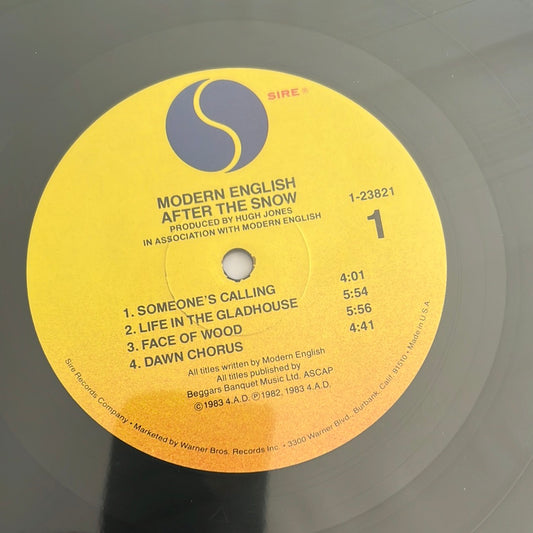 SIRE ®
MODERN ENGLISH
AFTER THE SNOW
PRODUCED BY HUGH JONES
IN ASSOCIATION WITH MODERN ENGLISH
1-23821
1
1. SOMEONE'S CALLING 4:01
2. LIFE IN THE GLADHOUSE 5:54
3. FACE OF WOOD 5:56
4. DAWN CHORUS 4:41
All titles written by Modern English
All titles published by
Beggars Banquet Music Ltd. ASCAP
©1983 4.A.D. ℗1982, 1983 4.A.D.
Sire Records Company • Marketed by Warner Bros. Records Inc. • 3300 Warner Blvd., Burbank, Calif. 91510 • Made in U.S.A.